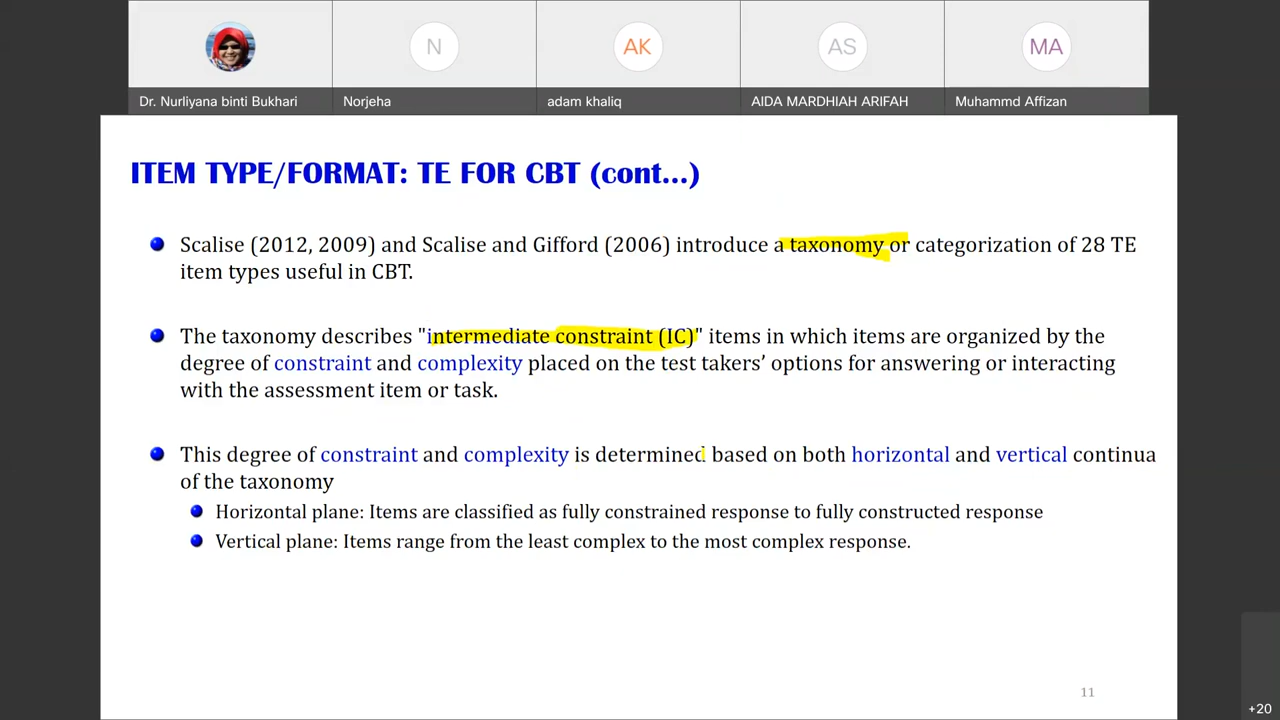 N
AK
AS
MA
Dr. Nurliyana binti Bukhari
Norjeha
adam khaliq
AIDA MARDHIAH ARIFAH
Muhammd Affizan
ITEM TYPE/FORMAT: TE FOR CBT (cont...)
Scalise (2012, 2009) and Scalise and Gifford (2006) introduce a taxonomy or categorization of 28 TE
item types useful in CBT.
The taxonomy describes "intermediate constraint (IC)" items in which items are organized by the
degree of constraint and complexity placed on the test takers’ options for answering or interacting
with the assessment item or task.
This degree of constraint and complexity is determined based on both horizontal and vertical continua
of the taxonomy
Horizontal plane: Items are classified as fully constrained response to fully constructed response
Vertical plane: Items range from the least complex to the most complex response.
11
+20